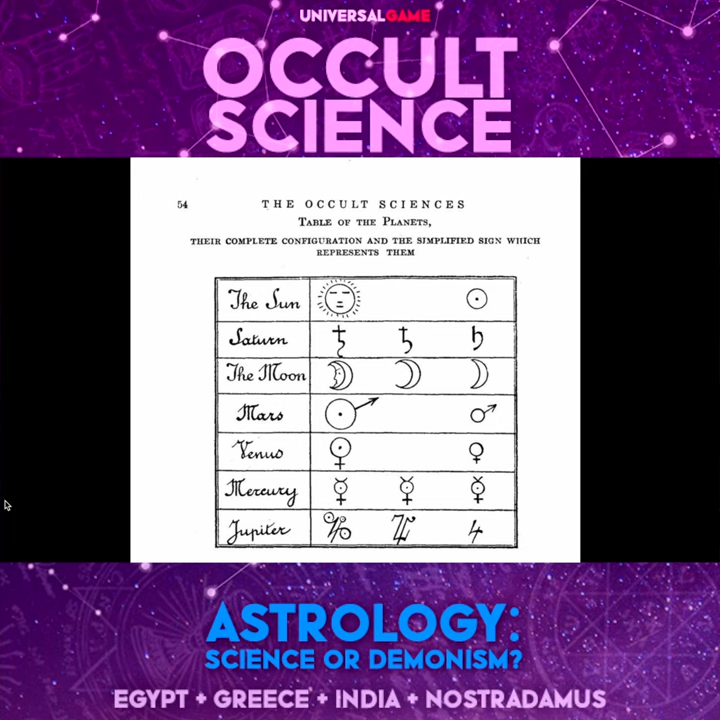 UNIVERSALGAME
OCCULT
SCIENCE
54 THE OCCULT SCIENCES
TABLE OF THE PLANETS,
THEIR COMPLETE CONFIGURATION AND THE SIMPLIFIED SIGN WHICH
REPRESENTS THEM
The Sun ☉
Saturn ♄
The Moon ☽
Mars ♂
Venus ♀
Mercury ☿
Jupiter ♃
ASTROLOGY:
SCIENCE OR DEMONISM?
EGYPT + GREECE + INDIA + NOSTRADAMUS